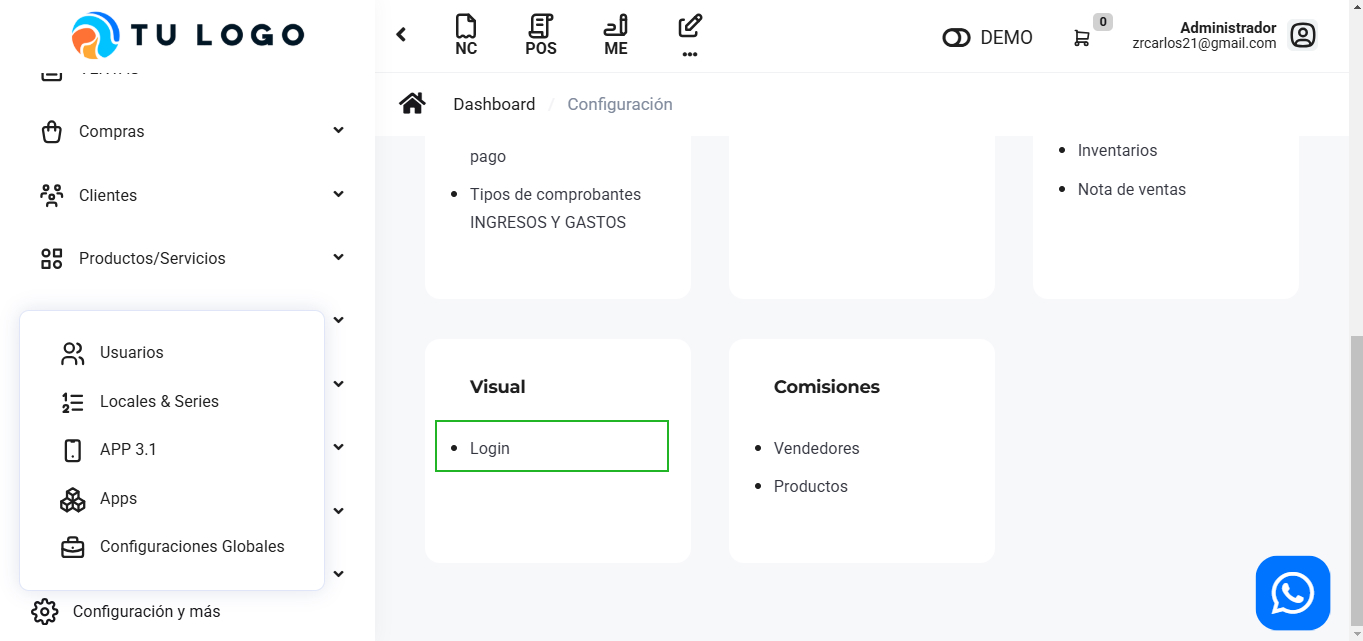 TU LOGO
NC
POS
ME
...
DEMO
0
Administrador
zrcarlos21@gmail.com
Dashboard / Configuración
Compras
Clientes
Productos/Servicios
Usuarios
Locales & Series
APP 3.1
Apps
Configuraciones Globales
Configuración y más
pago
Tipos de comprobantes
INGRESOS Y GASTOS
Inventarios
Nota de ventas
Visual
Login
Comisiones
Vendedores
Productos